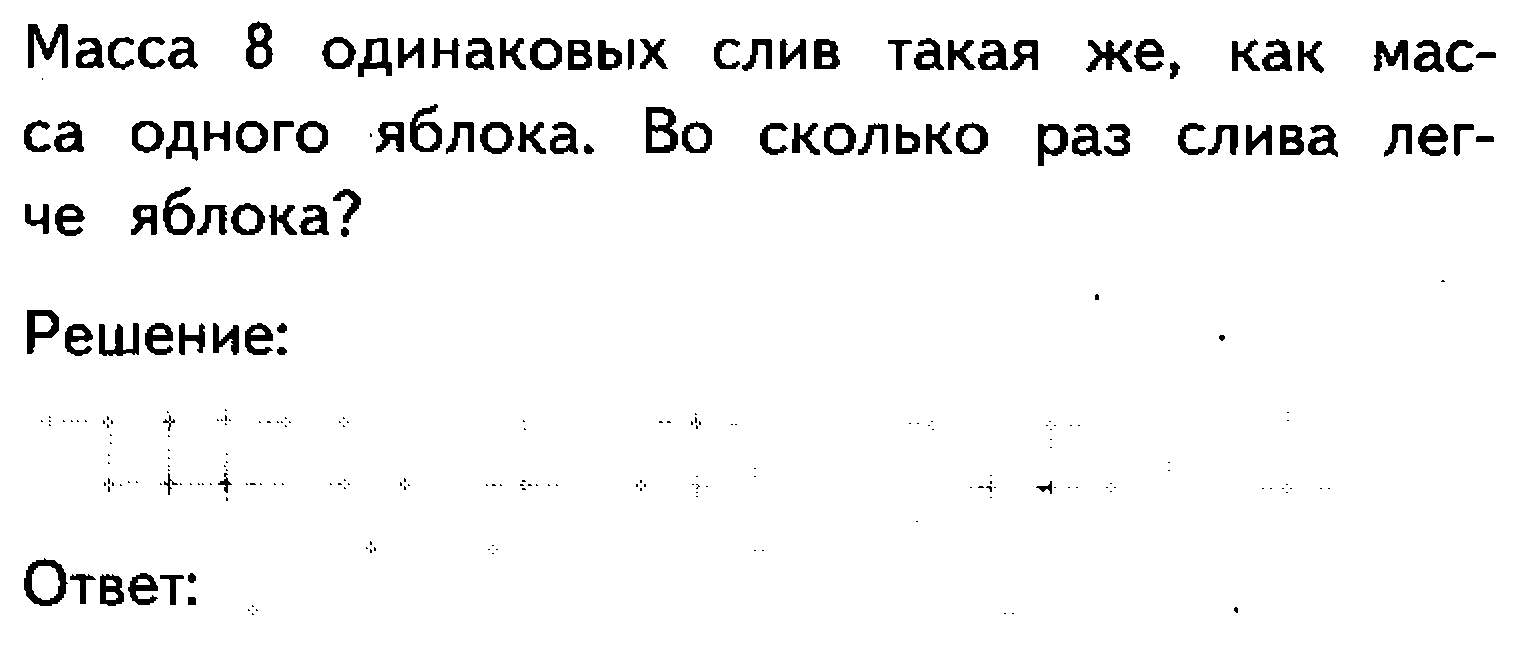 Масса 8 одинаковых слив такая же, как мас-
са одного яблока. Во сколько раз слива лег-
че яблока?
Решение:
Ответ: